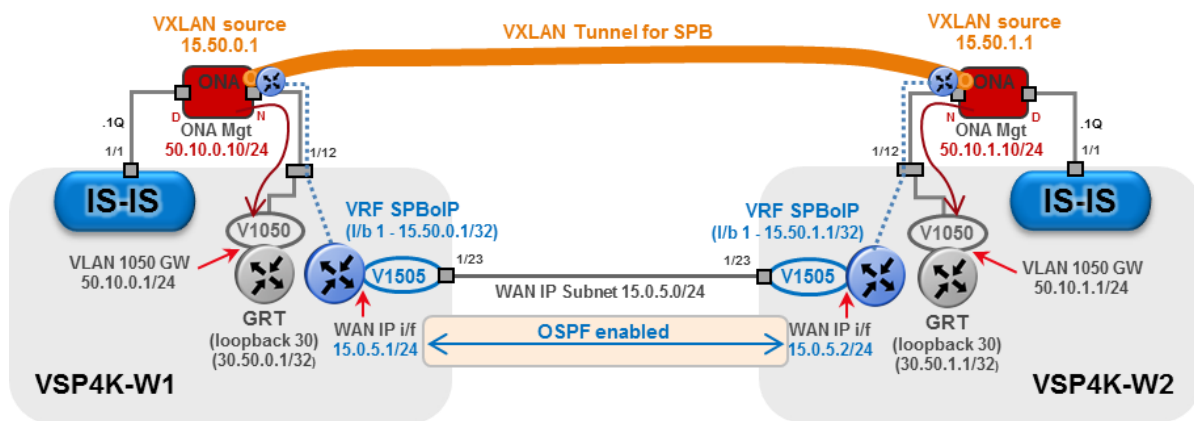 VXLAN source
15.50.0.1
VXLAN Tunnel for SPB
VXLAN source
15.50.1.1
ONA
D
N
ONA Mgt
50.10.0.10/24
.1Q
1/1
1/12
IS-IS
V1050
VLAN 1050 GW
50.10.0.1/24
GRT
(loopback 30)
(30.50.0.1/32)
VRF SPBoIP
(l/b 1 - 15.50.0.1/32)
V1505
1/23
WAN IP i/f
15.0.5.1/24
VSP4K-W1
WAN IP Subnet 15.0.5.0/24
OSPF enabled
ONA
N
D
ONA Mgt
50.10.1.10/24
.1Q
1/1
1/12
IS-IS
VRF SPBoIP
(l/b 1 - 15.50.1.1/32)
V1050
1/23
V1505
WAN IP i/f
15.0.5.2/24
VLAN 1050 GW
50.10.1.1/24
GRT
(loopback 30)
(30.50.1.1/32)
VSP4K-W2